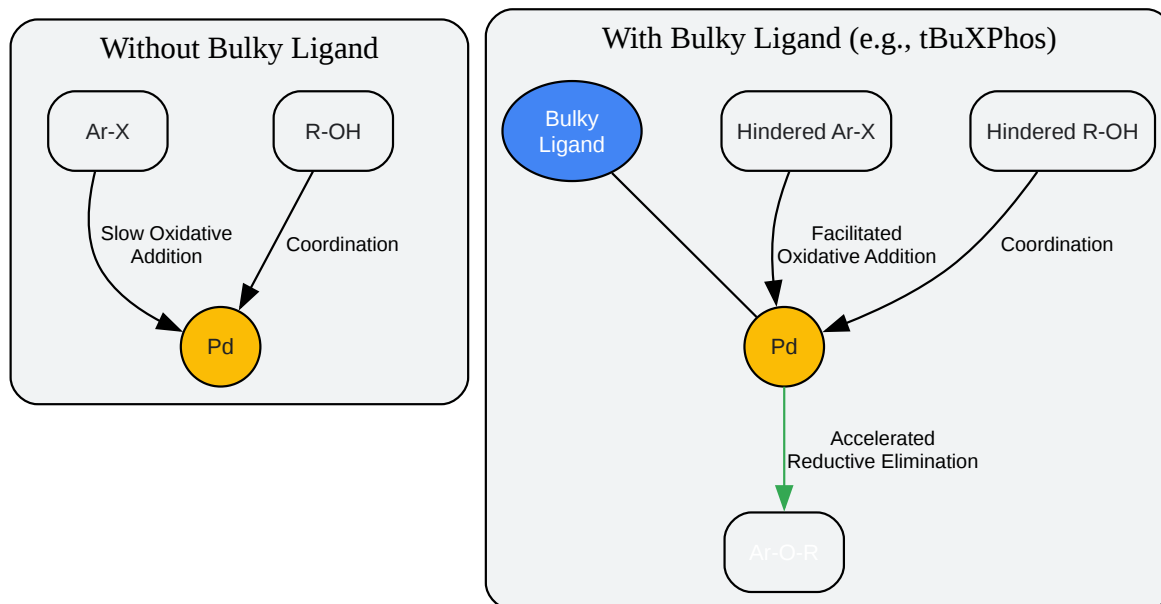 Without Bulky Ligand
Ar-X
R-OH
Slow Oxidative
Addition
Coordination
Pd
With Bulky Ligand (e.g., tBuXPhos)
Bulky
Ligand
Hindered Ar-X
Hindered R-OH
Facilitated
Oxidative Addition
Coordination
Pd
Accelerated
Reductive Elimination
Ar-O-R